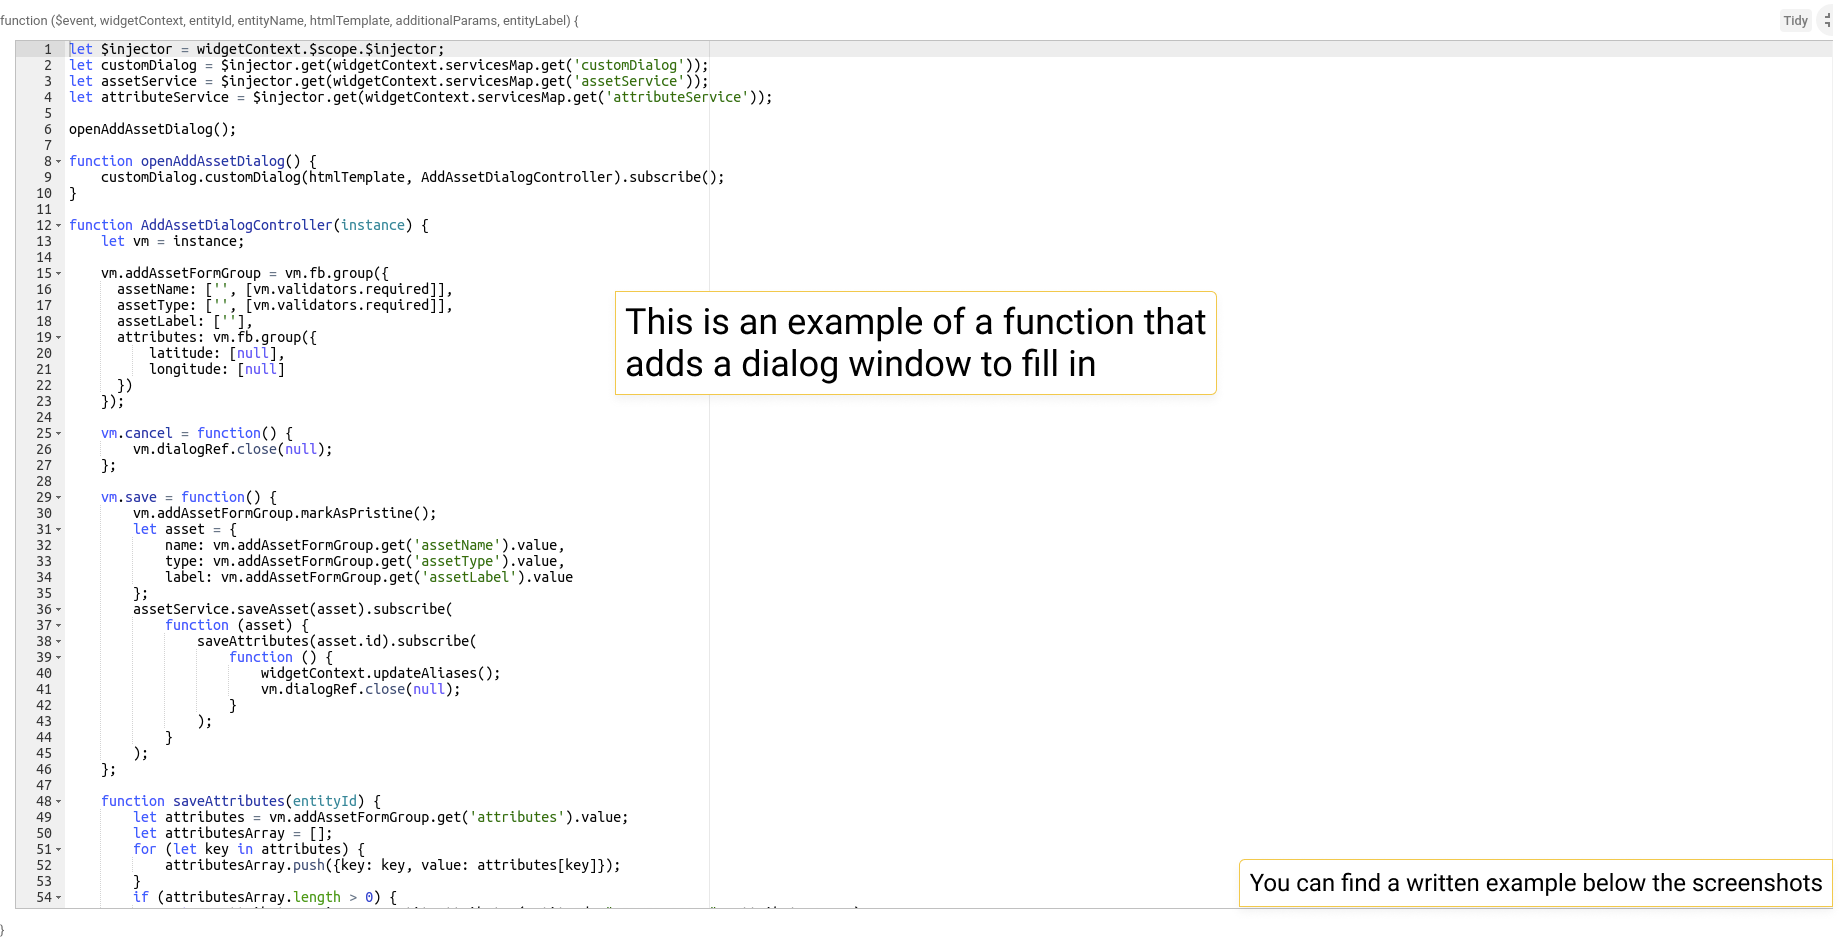 function ($event, widgetContext, entityId, entityName, htmlTemplate, additionalParams, entityLabel) {
Tidy
1 let $injector = widgetContext.$scope.$injector;
2 let customDialog = $injector.get(widgetContext.servicesMap.get('customDialog'));
3 let assetService = $injector.get(widgetContext.servicesMap.get('assetService'));
4 let attributeService = $injector.get(widgetContext.servicesMap.get('attributeService'));
5
6 openAddAssetDialog();
7
8 function openAddAssetDialog() {
9     customDialog.customDialog(htmlTemplate, AddAssetDialogController).subscribe();
10 }
11
12 function AddAssetDialogController(instance) {
13     let vm = instance;
14
15     vm.addAssetFormGroup = vm.fb.group({
16       assetName: ['', [vm.validators.required]],
17       assetType: ['', [vm.validators.required]],
18       assetLabel: [''],
19       attributes: vm.fb.group({
20           latitude: [null],
21           longitude: [null]
22       })
23     });
24
25     vm.cancel = function() {
26         vm.dialogRef.close(null);
27     };
28
29     vm.save = function() {
30         vm.addAssetFormGroup.markAsPristine();
31         let asset = {
32             name: vm.addAssetFormGroup.get('assetName').value,
33             type: vm.addAssetFormGroup.get('assetType').value,
34             label: vm.addAssetFormGroup.get('assetLabel').value
35         };
36         assetService.saveAsset(asset).subscribe(
37             function (asset) {
38                 saveAttributes(asset.id).subscribe(
39                     function () {
40                         widgetContext.updateAliases();
41                         vm.dialogRef.close(null);
42                     }
43                 );
44             }
45         );
46     };
47
48     function saveAttributes(entityId) {
49         let attributes = vm.addAssetFormGroup.get('attributes').value;
50         let attributesArray = [];
51         for (let key in attributes) {
52             attributesArray.push({key: key, value: attributes[key]});
53         }
54         if (attributesArray.length > 0) {
}
This is an example of a function that
adds a dialog window to fill in
You can find a written example below the screenshots